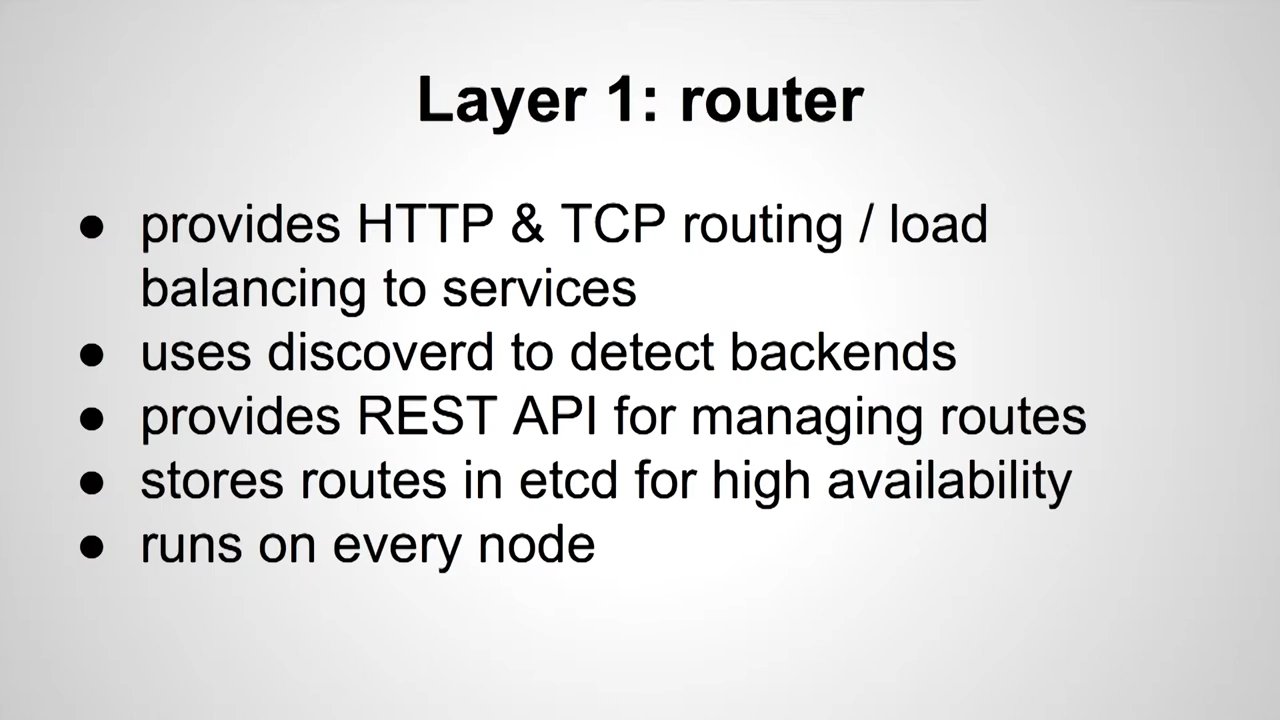 Layer 1: router
● provides HTTP & TCP routing / load
balancing to services
● uses discoverd to detect backends
● provides REST API for managing routes
● stores routes in etcd for high availability
● runs on every node